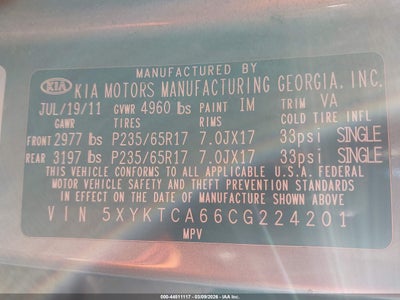 MANUFACTURED BY
KIA KIA MOTORS MANUFACTURING GEORGIA, INC.
JUL/19/11 GVWR 4960 lbs PAINT IM TRIM VA
GAWR TIRES RIMS COLD TIRE INFL
FRONT 2977 lbs P235/65R17 7.0JX17 33psi SINGLE
REAR 3197 lbs P235/65R17 7.0JX17 33psi SINGLE
THIS VEHICLE CONFORMS TO ALL APPLICABLE U.S.A. FEDERAL
MOTOR VEHICLE SAFETY AND THEFT PREVENTION STANDARDS
IN EFFECT ON THE DATE OF MANUFACTURE SHOWN ABOVE.
VIN 5XYKTCA66CG224201
MPV
000-44511117 - 03/09/2026 - IAA Inc.